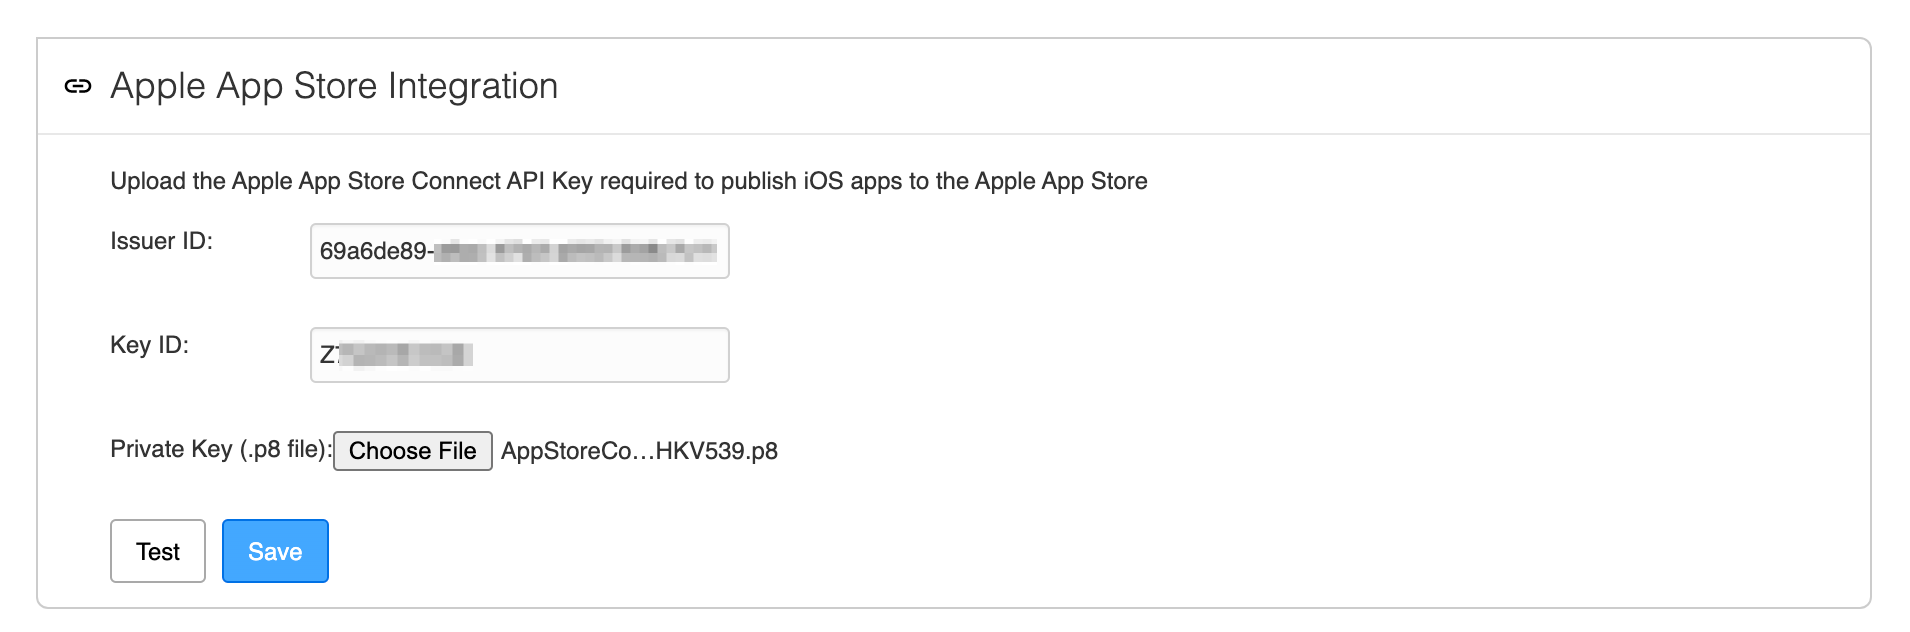 Apple App Store Integration
Upload the Apple App Store Connect API Key required to publish iOS apps to the Apple App Store
Issuer ID:
69a6de89-
Key ID:
Z
Private Key (.p8 file): Choose File AppStoreCo...HKV539.p8
Test Save